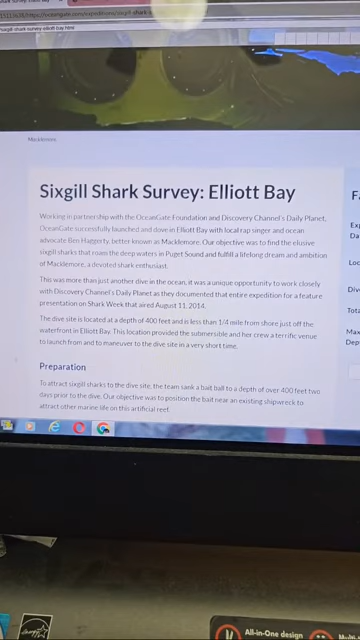 https://oceangate.com/expeditions/sixgill-shark-s
Macklemore.
Sixgill Shark Survey: Elliott Bay
Working in partnership with the OceanGate Foundation and Discovery Channel's Daily Planet,
OceanGate successfully launched and dove in Elliott Bay with local rap singer and ocean
advocate Ben Haggerty, better known as Macklemore. Our objective was to find the elusive
sixgill sharks that roam the deep waters in Puget Sound and fulfill a lifelong dream and ambition
of Macklemore, a devoted shark enthusiast.
This was more than just another dive in the ocean, it was a unique opportunity to work closely
with Discovery Channel's Daily Planet as they documented that entire expedition for a feature
presentation on Shark Week that aired August 11, 2014.
The dive site is located at a depth of 400 feet and is less than 1/4 mile from shore just off the
waterfront in Elliott Bay. This location provided the submersible and her crew a terrific venue
to launch from and to maneuver to the dive site in a very short time.
Preparation
To attract sixgill sharks to the dive site, the team sank a bait ball to a depth of over 400 feet two
days prior to the dive. Our objective was to position the bait near an existing shipwreck to
attract other marine life on this artificial reef.
F
Exp
Da
Loc
Dive
Tota
Max
Dep
All-in-One design